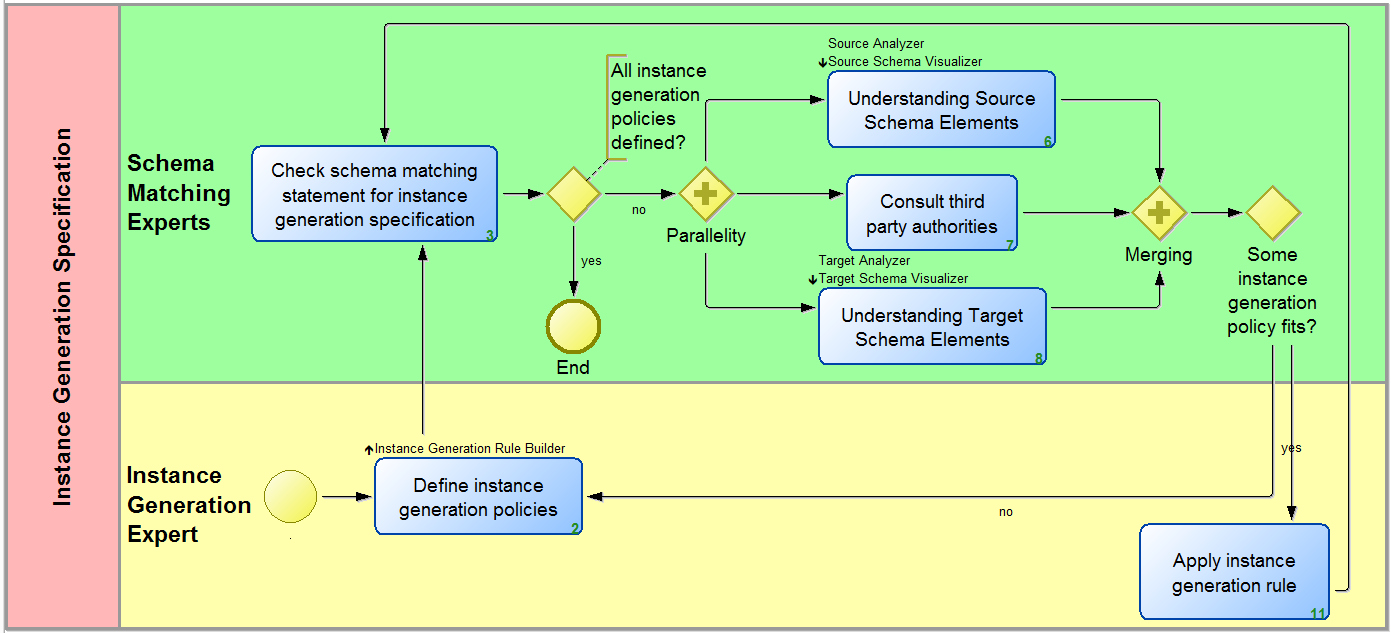 Instance Generation Specification
Schema
Matching
Experts
Check schema matching
statement for instance
generation specification
3
All instance
generation
policies
defined?
no
yes
End
Parallelity
Source Analyzer
Source Schema Visualizer
Understanding Source
Schema Elements
6
Consult third
party authorities
7
Target Analyzer
Target Schema Visualizer
Understanding Target
Schema Elements
8
Merging
Some
instance
generation
policy fits?
Instance
Generation
Expert
Instance Generation Rule Builder
Define instance
generation policies
2
no
yes
Apply instance
generation rule
11